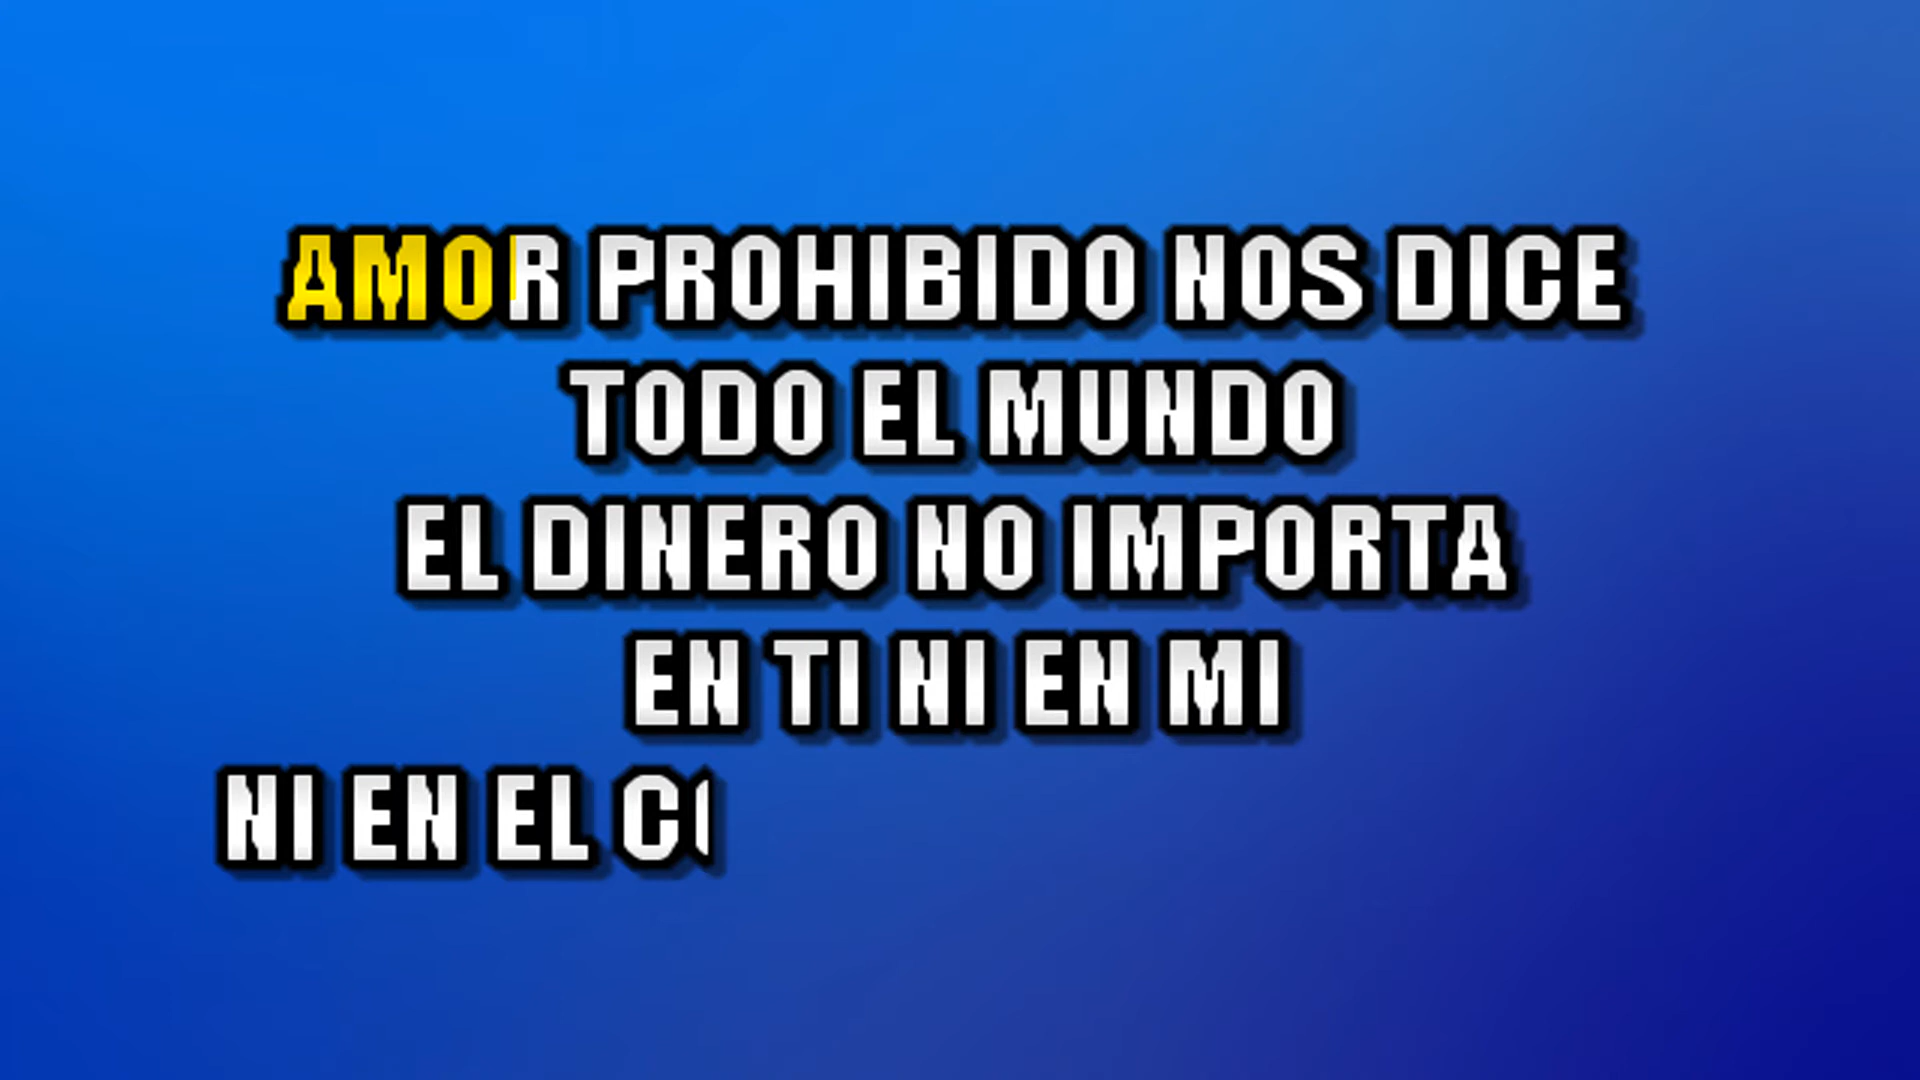 AMOR PROHIBIDO NOS DICE
TODO EL MUNDO
EL DINERO NO IMPORTA
EN TI NI EN MI
NI EN EL